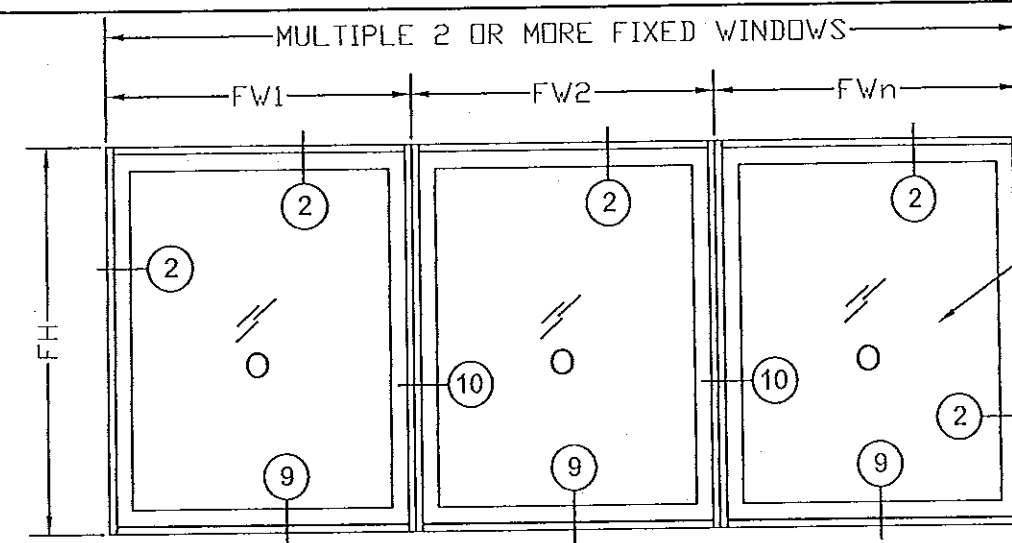 MULTIPLE 2 OR MORE FIXED WINDOWS
FW1 FW2 FWn
2 2 2
2
FH
O O O
10 10
2
9 9 9